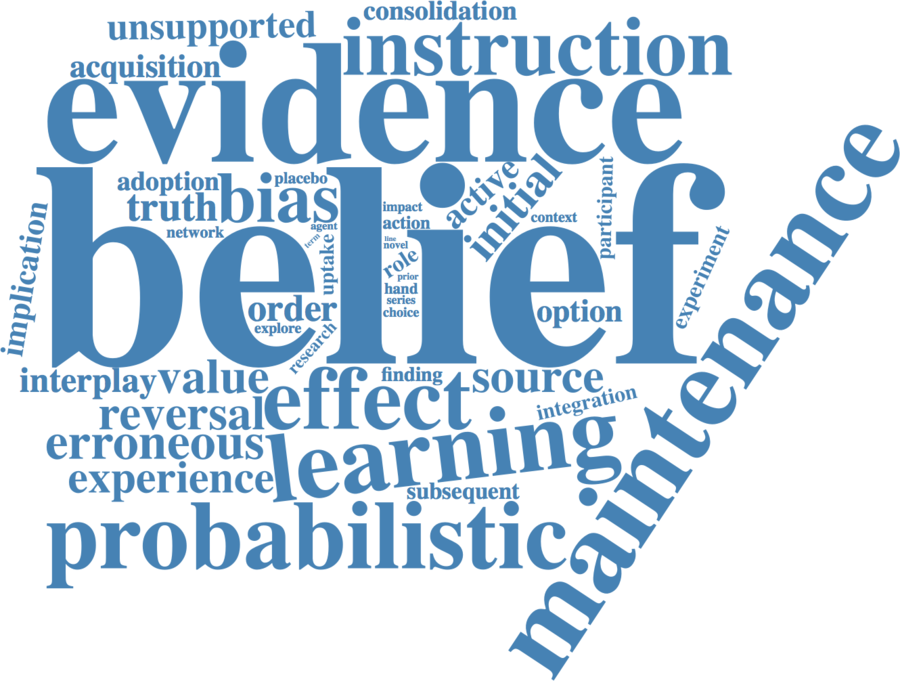 consolidation
unsupported
instruction
acquisition
evidence
maintenance
belief
adoption
placebo
bias
truth
network
agent
term
uptake
impact
action
line
novel
role
prior
hand
series
choice
active
initial
context
participant
experiment
implication
order
explore
research
option
interplay
value
finding
source
effect
integration
reversal
erroneous
learning
experience
subsequent
probabilistic